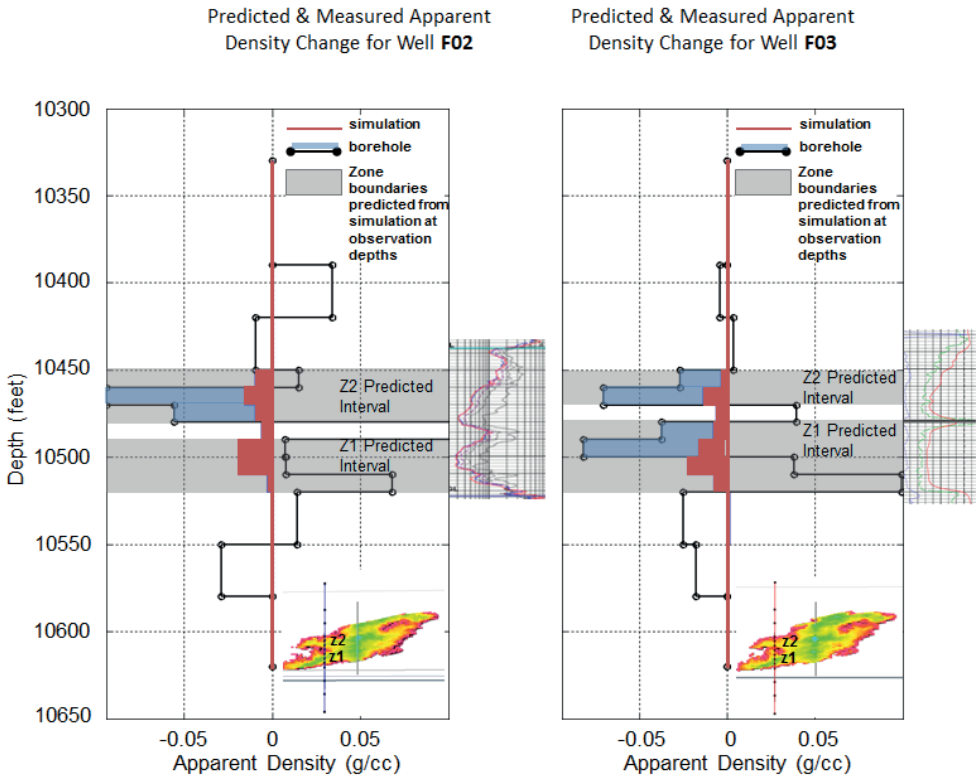 Predicted & Measured Apparent
Density Change for Well F02
Predicted & Measured Apparent
Density Change for Well F03
10300
10350
10400
10450
10500
10550
10600
10650
Depth (feet)
simulation
borehole
Zone
boundaries
predicted from
simulation at
observation
depths
Z2 Predicted
Interval
Z1 Predicted
Interval
z2
z1
-0.05
0
0.05
Apparent Density (g/cc)
simulation
borehole
Zone
boundaries
predicted from
simulation at
observation
depths
Z2 Predicted
Interval
Z1 Predicted
Interval
z2
z1
-0.05
0
0.05
Apparent Density (g/cc)